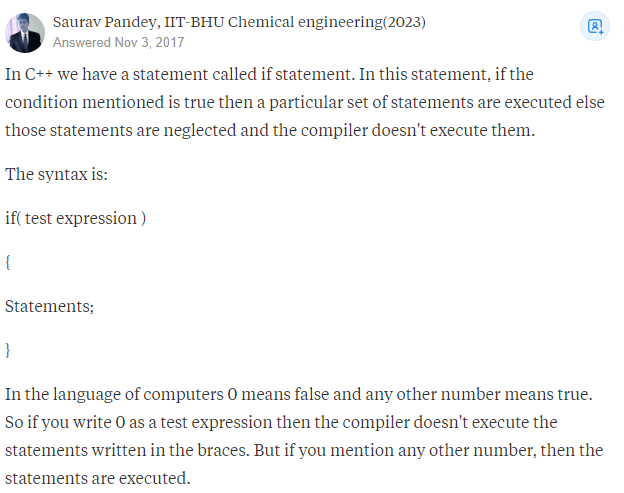 Saurav Pandey, IIT-BHU Chemical engineering(2023)
Answered Nov 3, 2017
In C++ we have a statement called if statement. In this statement, if the
condition mentioned is true then a particular set of statements are executed else
those statements are neglected and the compiler doesn't execute them.
The syntax is:
if( test expression )
{
Statements;
}
In the language of computers 0 means false and any other number means true.
So if you write 0 as a test expression then the compiler doesn't execute the
statements written in the braces. But if you mention any other number, then the
statements are executed.